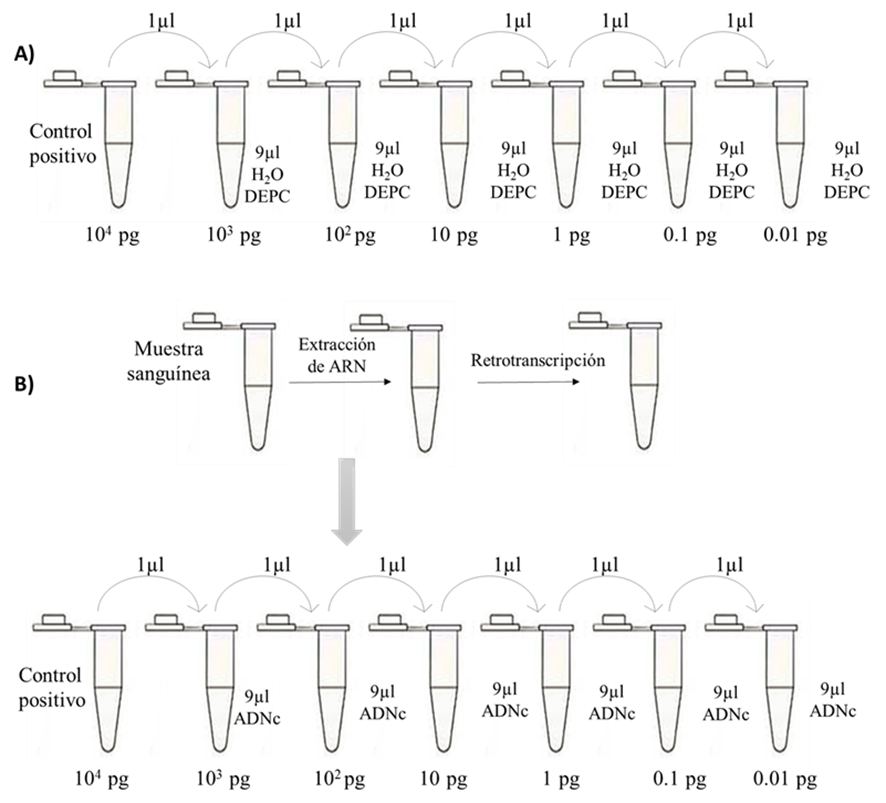 1µl 1µl 1µl 1µl 1µl 1µl
A)
Control
positivo
9µl 9µl 9µl 9µl 9µl 9µl
H₂O H₂O H₂O H₂O H₂O H₂O
DEPC DEPC DEPC DEPC DEPC DEPC
10⁴ pg 10³ pg 10² pg 10 pg 1 pg 0.1 pg 0.01 pg
B)
Muestra
sanguínea
Extracción
de ARN
Retrotranscripción
1µl 1µl 1µl 1µl 1µl 1µl
Control
positivo
9µl 9µl 9µl 9µl 9µl 9µl
ADNc ADNc ADNc ADNc ADNc ADNc
10⁴ pg 10³ pg 10² pg 10 pg 1 pg 0.1 pg 0.01 pg